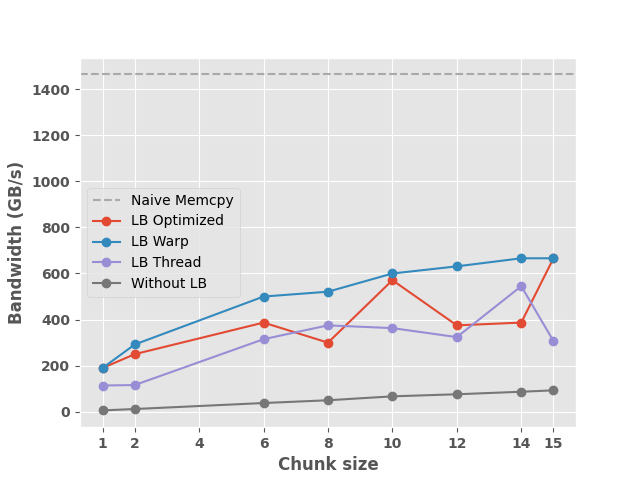 1400
1200
1000
800
600
400
200
0
Bandwidth (GB/s)
Naive Memcpy
LB Optimized
LB Warp
LB Thread
Without LB
1 2 4 6 8 10 12 14 15
Chunk size